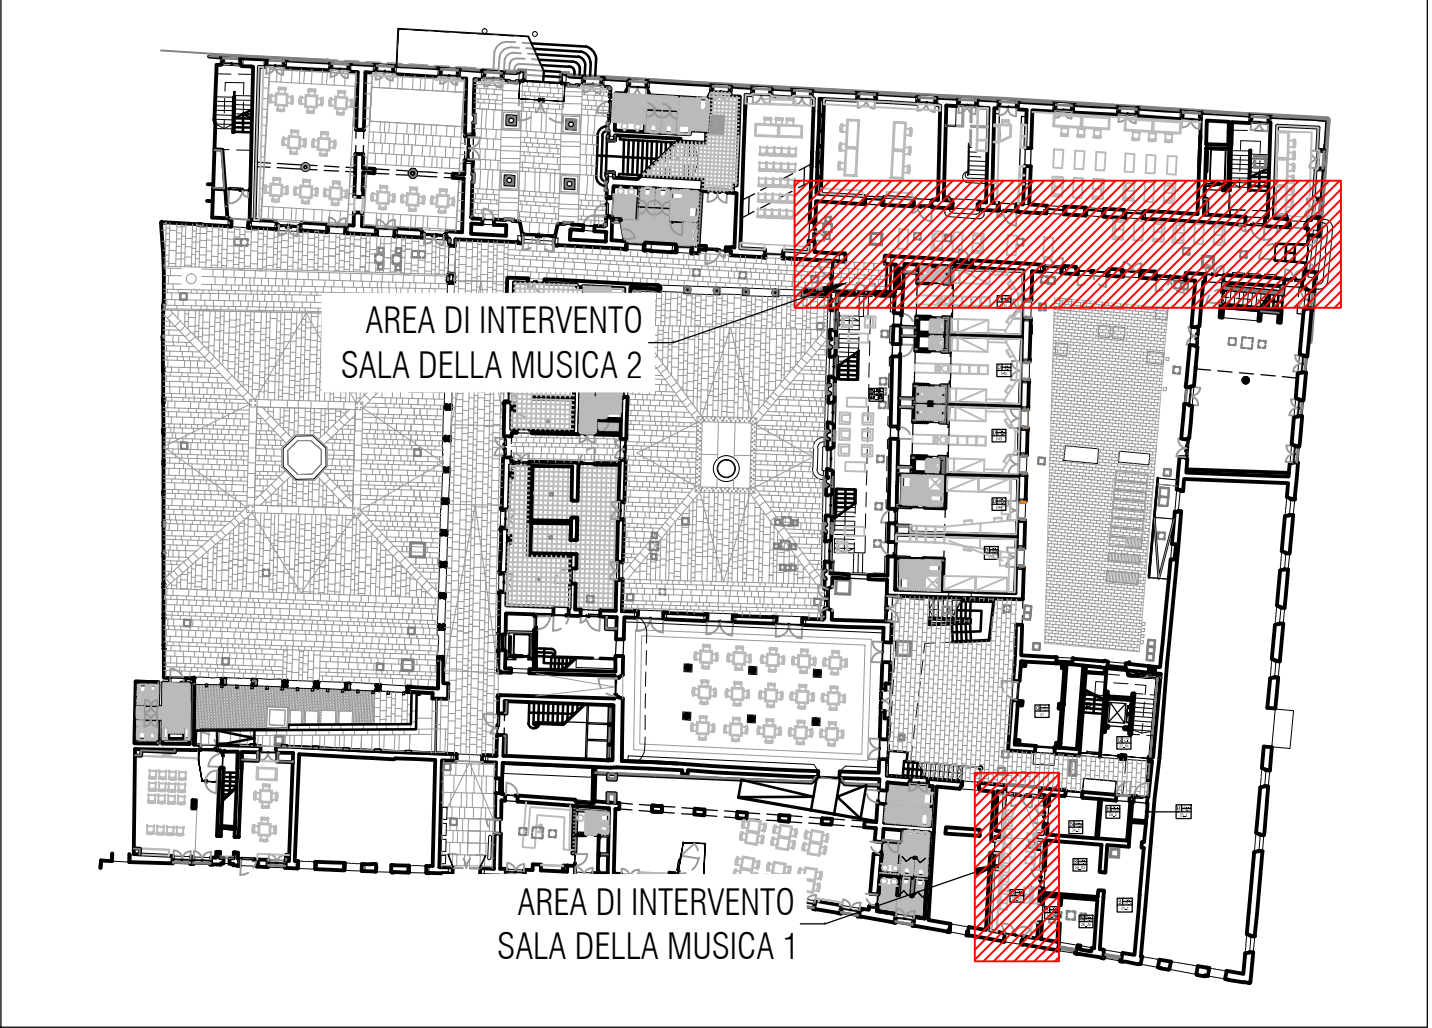 AREA DI INTERVENTO
SALA DELLA MUSICA 2
AREA DI INTERVENTO
SALA DELLA MUSICA 1